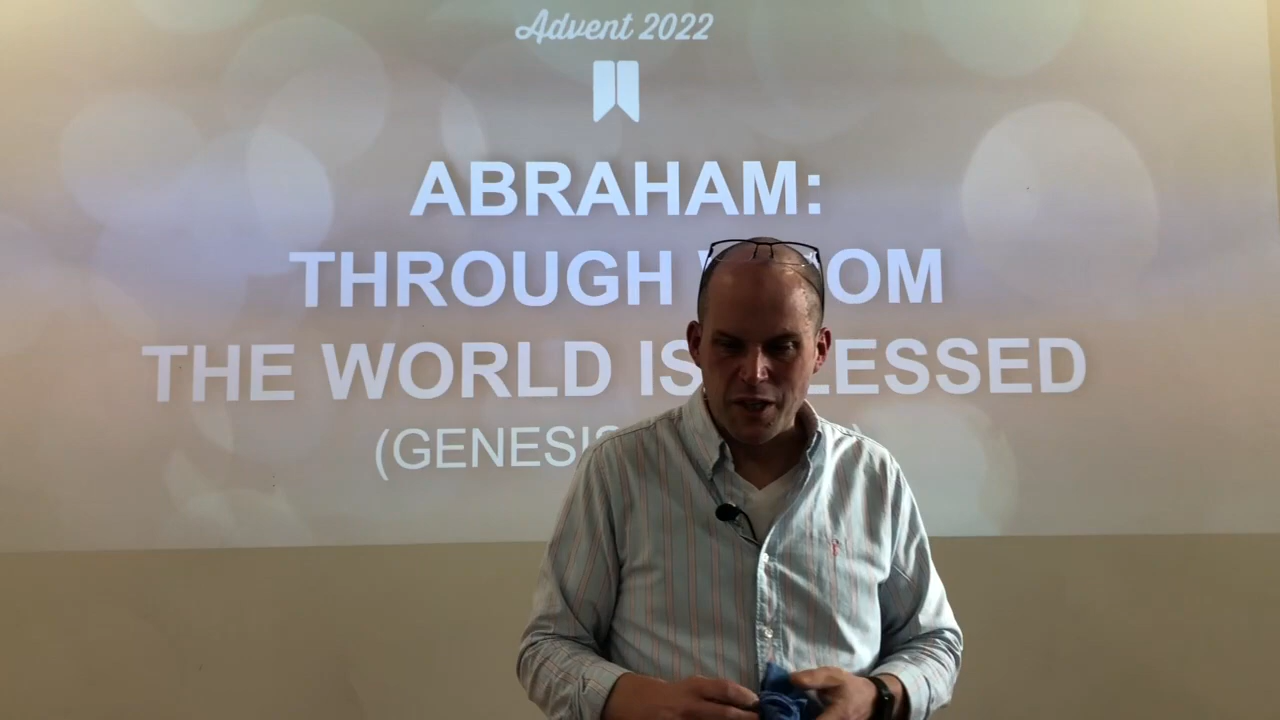 Advent 2022
ABRAHAM:
THROUGH
THE WORLD IS
(GENESIS